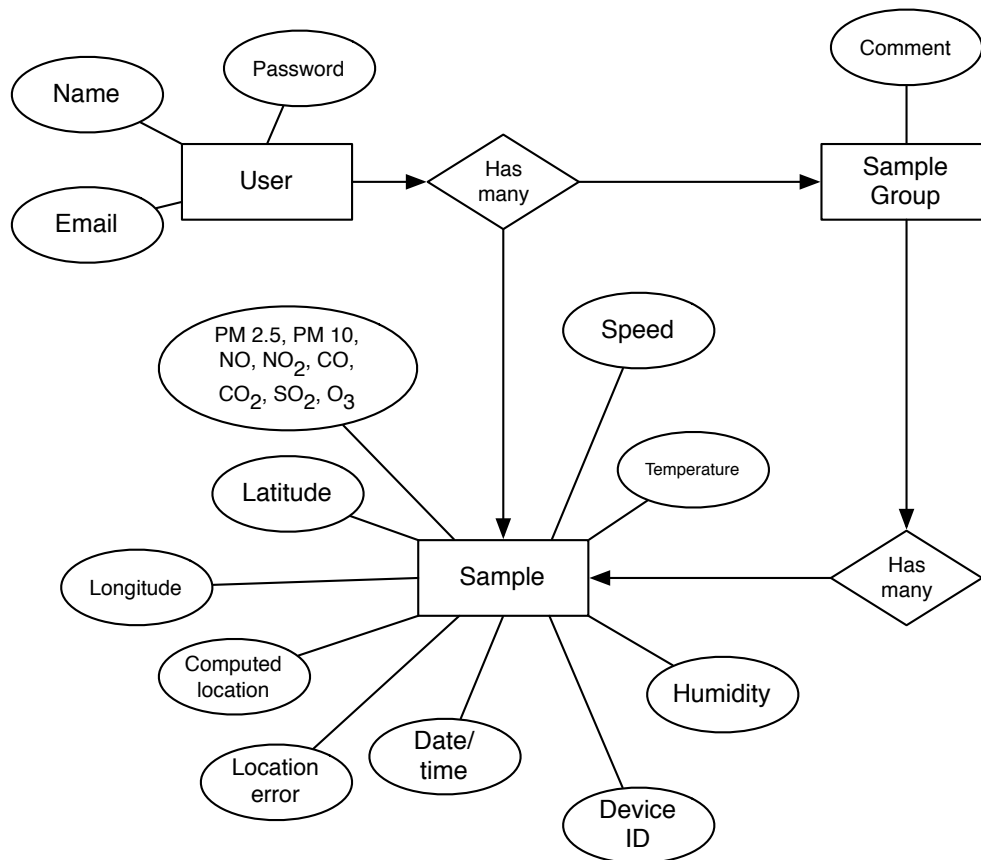 Comment
Password
Name
Has
many
Sample
Group
User
Email
Speed
PM 2.5, PM 10,
NO, NO₂, CO,
CO₂, SO₂, O₃
Temperature
Latitude
Sample
Has
many
Longitude
Computed
location
Humidity
Date/
time
Location
error
Device
ID